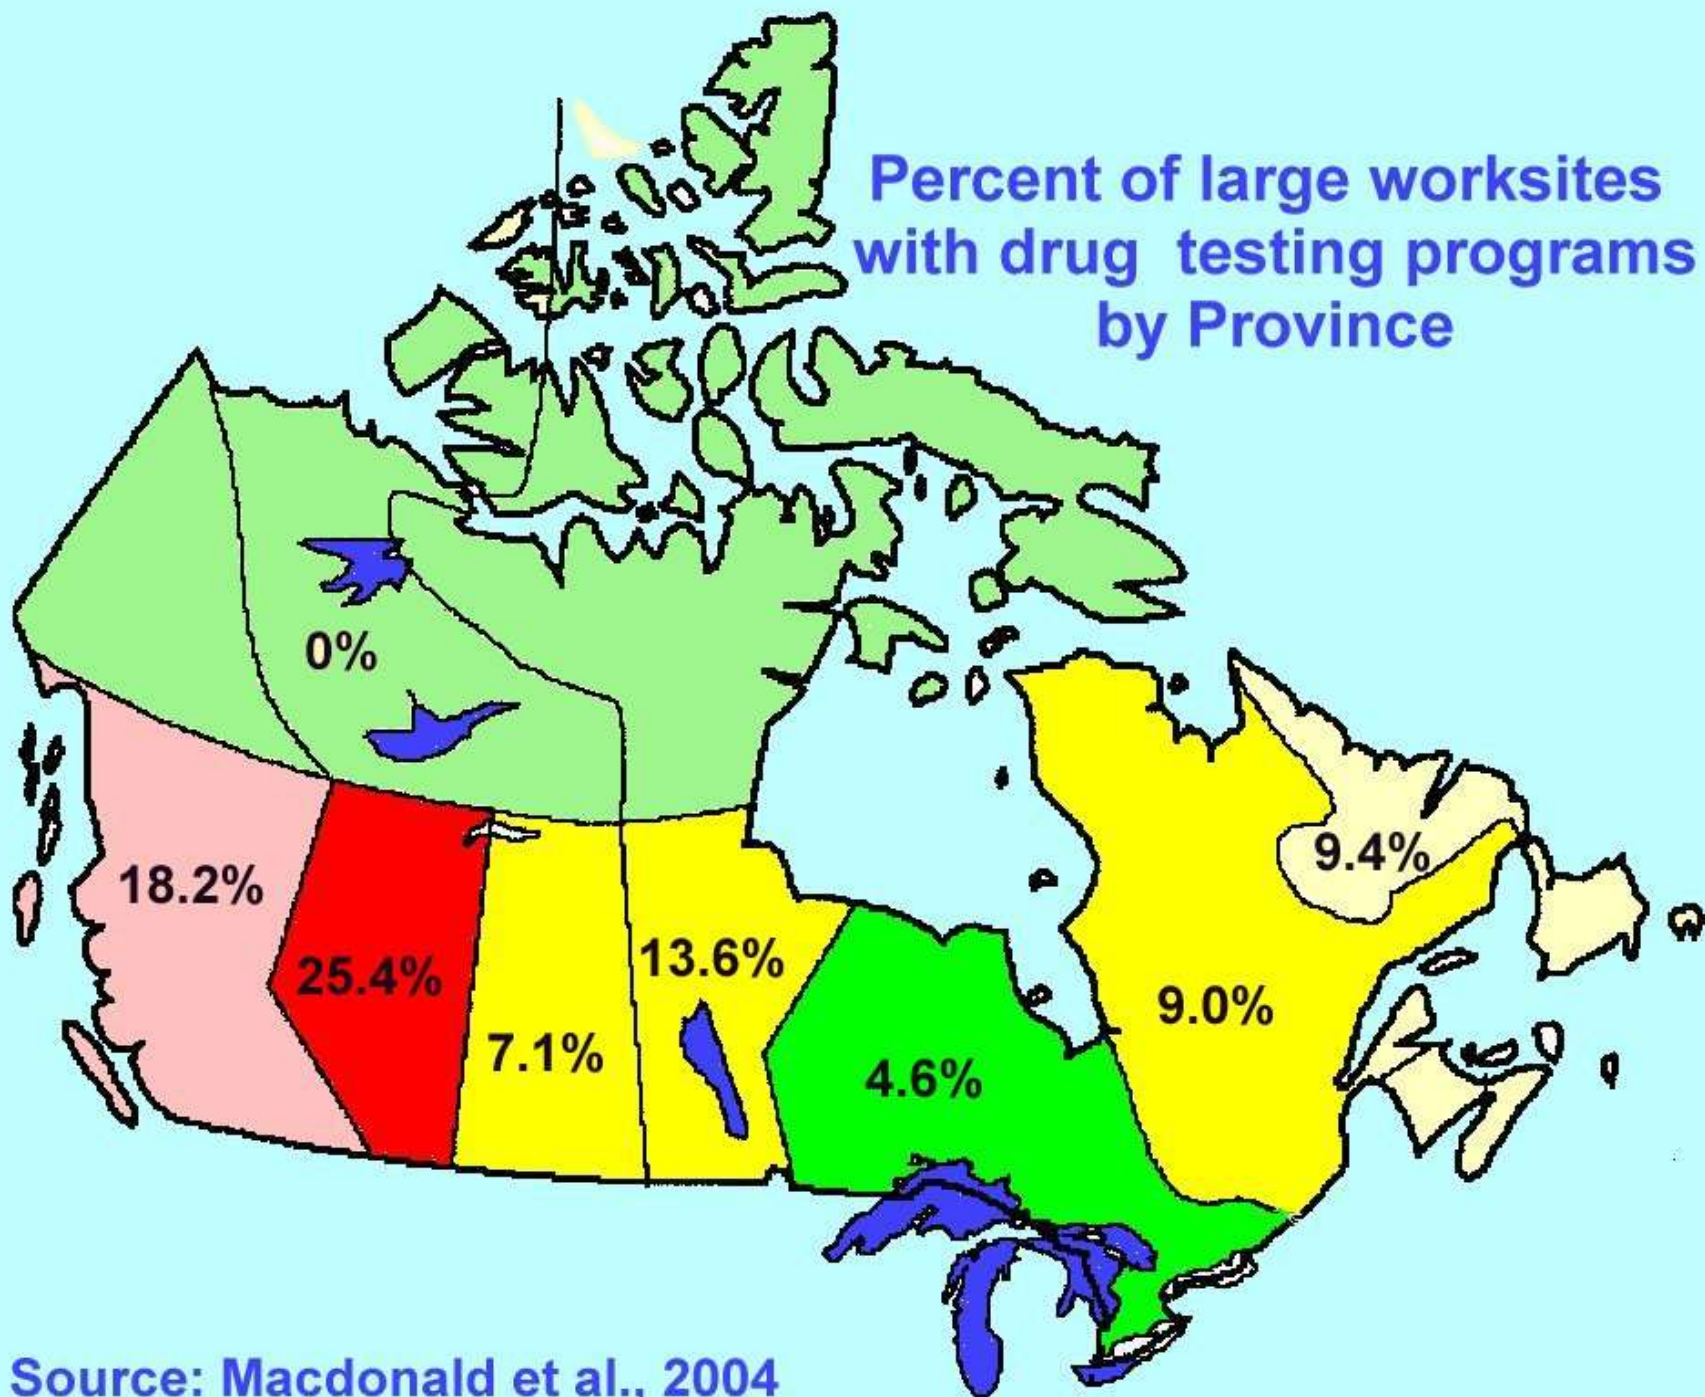 Percent of large worksites
with drug testing programs
by Province
0%
18.2%
25.4%
7.1%
13.6%
4.6%
9.0%
9.4%
Source: Macdonald et al., 2004